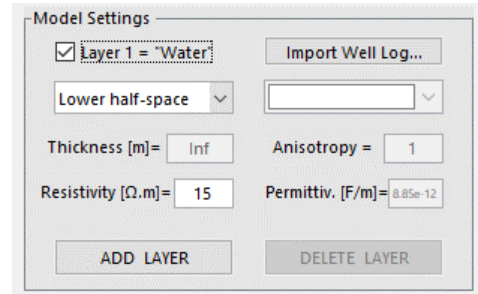 Model Settings
Layer 1 = "Water"
Import Well Log...
Lower half-space
Thickness [m]= Inf
Anisotropy = 1
Resistivity [Ω.m]= 15
Permittiv. [F/m]= 8.85e-12
ADD LAYER
DELETE LAYER